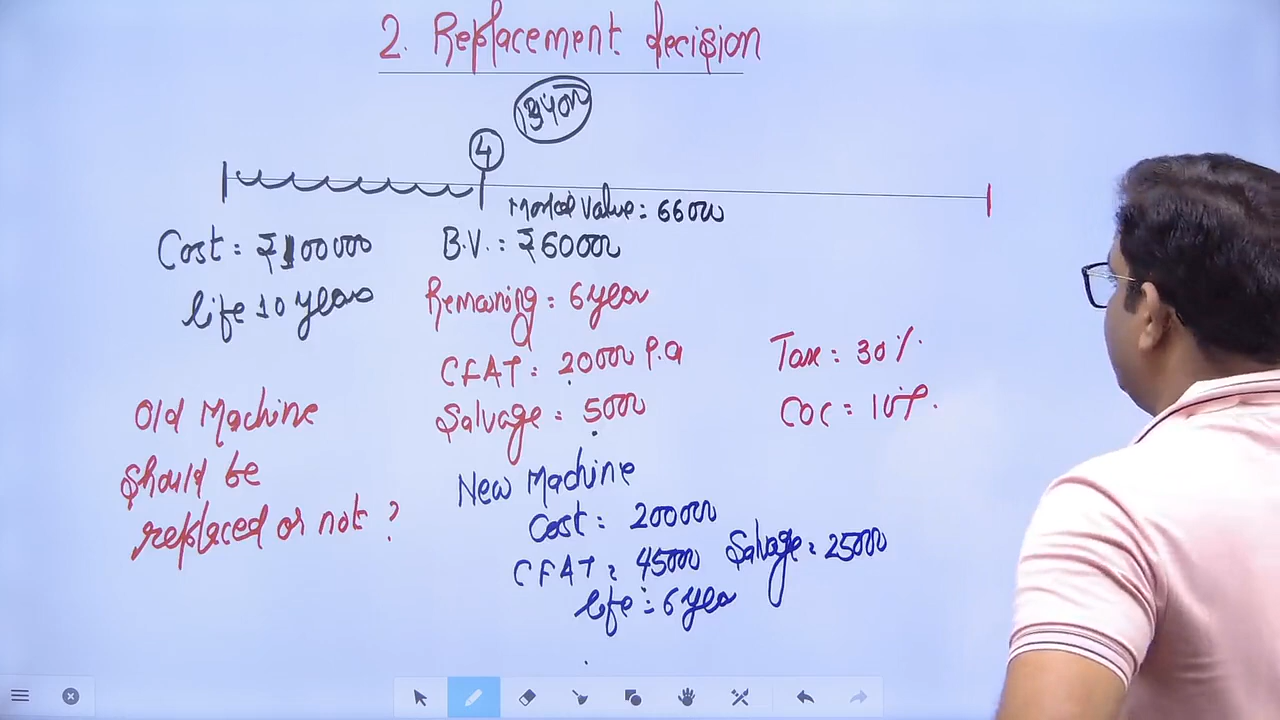 2. Replacement decision
4
Market Value: 66000
Cost: ₹100000 B.V.: ₹60000
life 10 years Remaining: 6 year
CFAT: 20000 P.a Tax: 30%.
Old Machine Salvage: 5000 COC = 10%.
Should be New Machine
replaced or not? Cost: 200000
CFAT: 45000 Salvage: 25000
life: 6 year